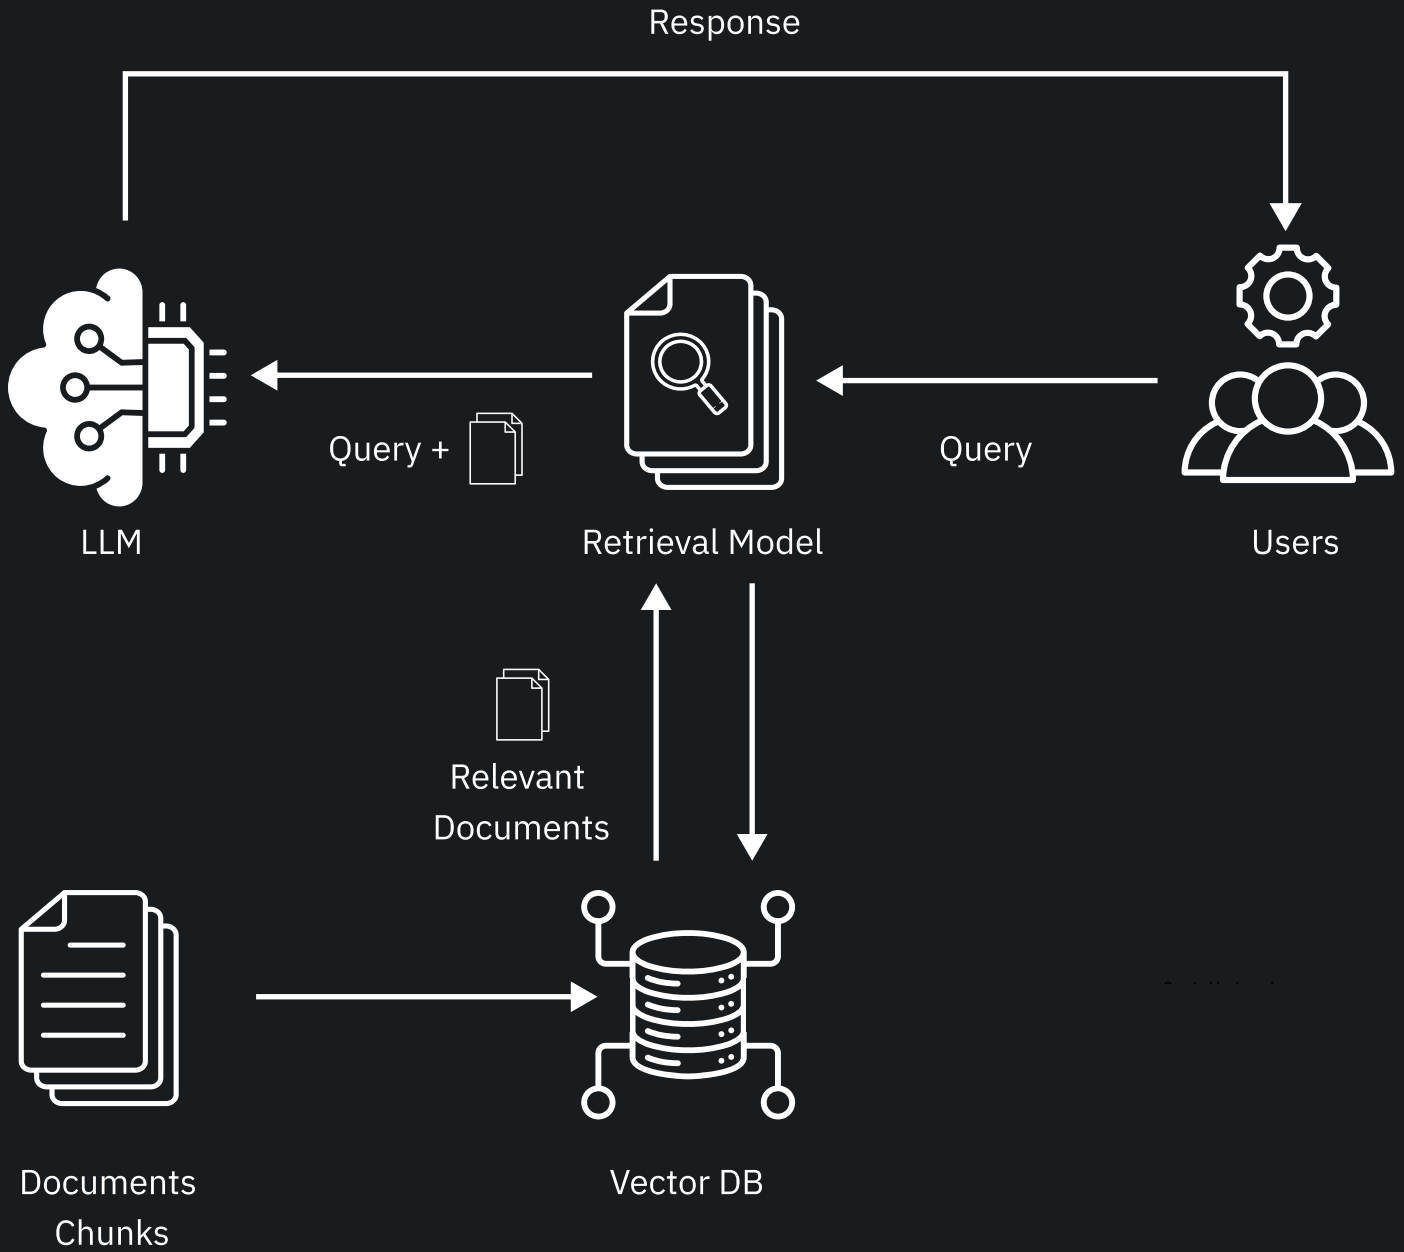 Response
Query +
Query
LLM
Retrieval Model
Users
Relevant
Documents
Documents
Chunks
Vector DB